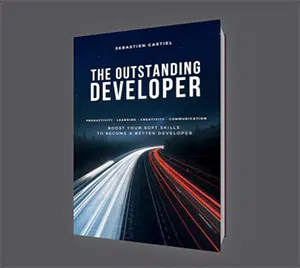 SEBASTIEN CASTIEL
THE OUTSTANDING
DEVELOPER
PRODUCTIVITY - LEARNING - CREATIVITY - COMMUNICATION
BOOST YOUR SOFT SKILLS
TO BECOME A BETTER DEVELOPER